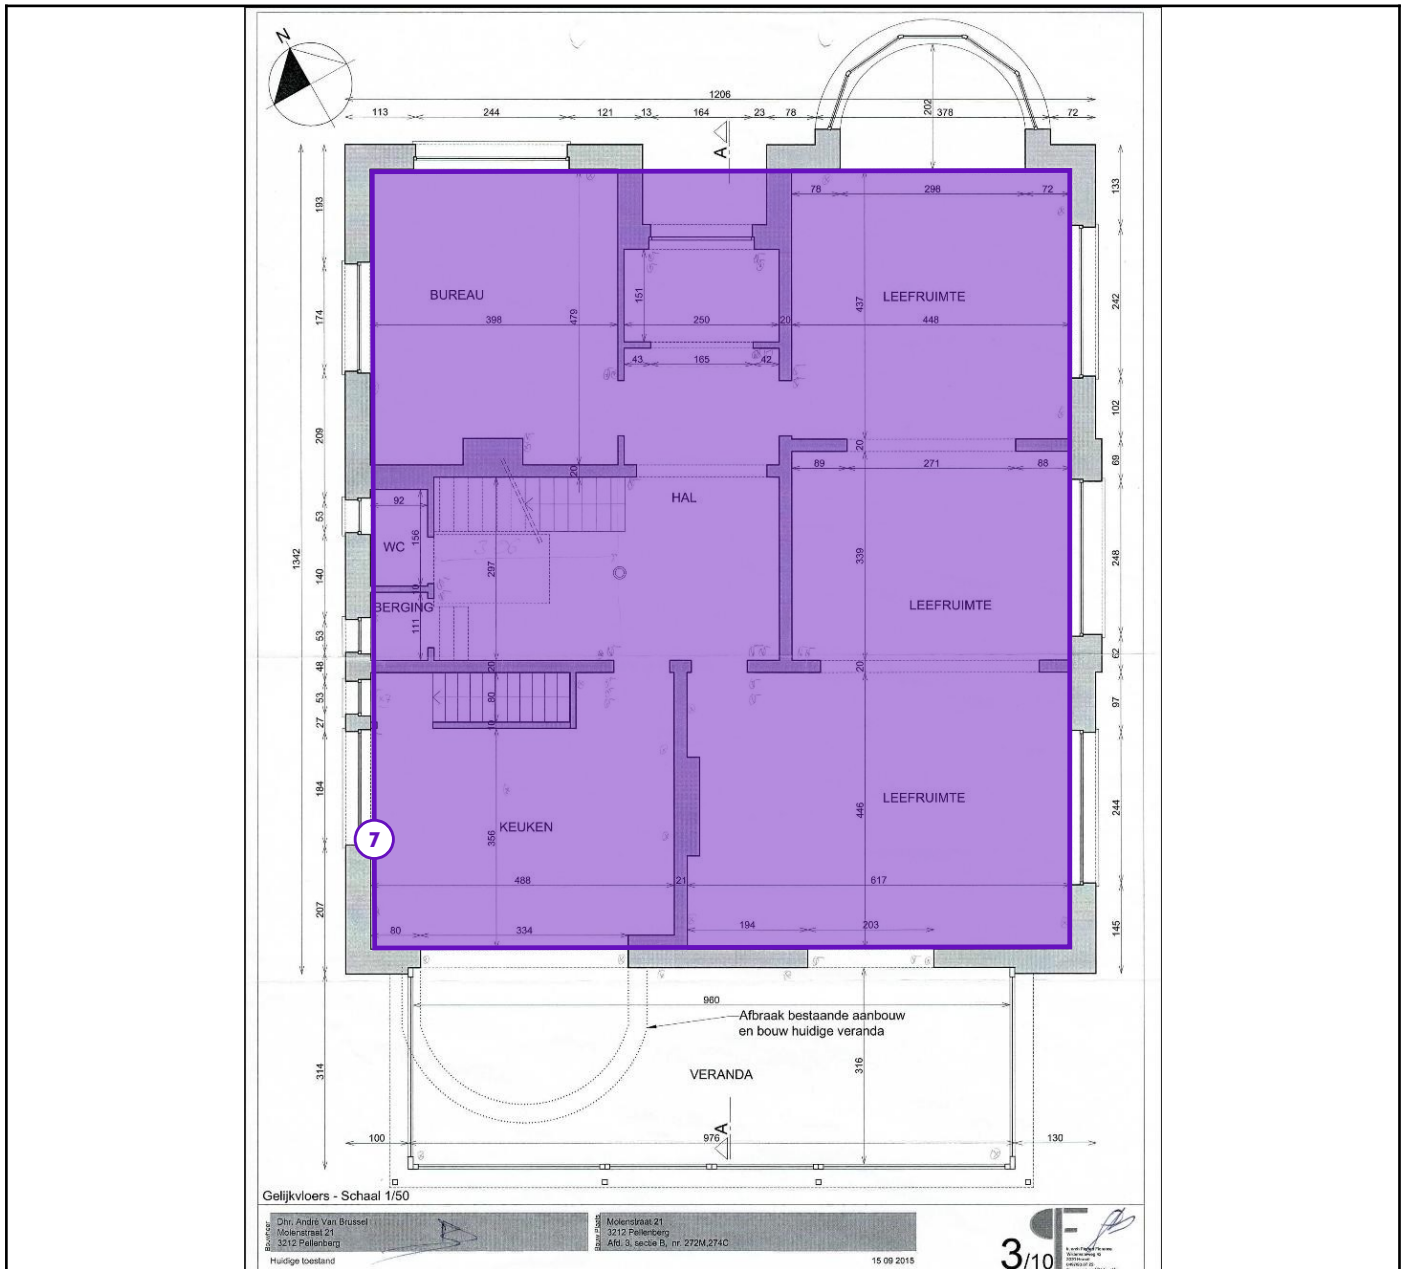 N
1206
113 244 121 13 164 23 78 378 72
202
A
193
133
78 298 72
BUREAU
LEEFRUIMTE
174
151
479
437
242
398
250
20
448
43 165 42
102
209
20
69
89 271 88
20
HAL
92
53
WC
156
1342
140
297
339
248
10
BERGING
LEEFRUIMTE
111
53
48
20
20
62
53
80
97
27
10
184
LEEFRUIMTE
446
244
7
KEUKEN
356
488
21
617
207
145
80
334
194
203
960
Afbraak bestaande aanbouw
en bouw huidige veranda
314
316
VERANDA
A
100
976
130
Gelijkvloers - Schaal 1/50
Bouwheer
Dhr. André Van Brussel
Molenstraat 21
3212 Pellenberg
Bouw Plaats
Molenstraat 21
3212 Pellenberg
Afd. 3, sectie B, nr. 272M,274C
Huidige toestand
15 09 2015
3/10